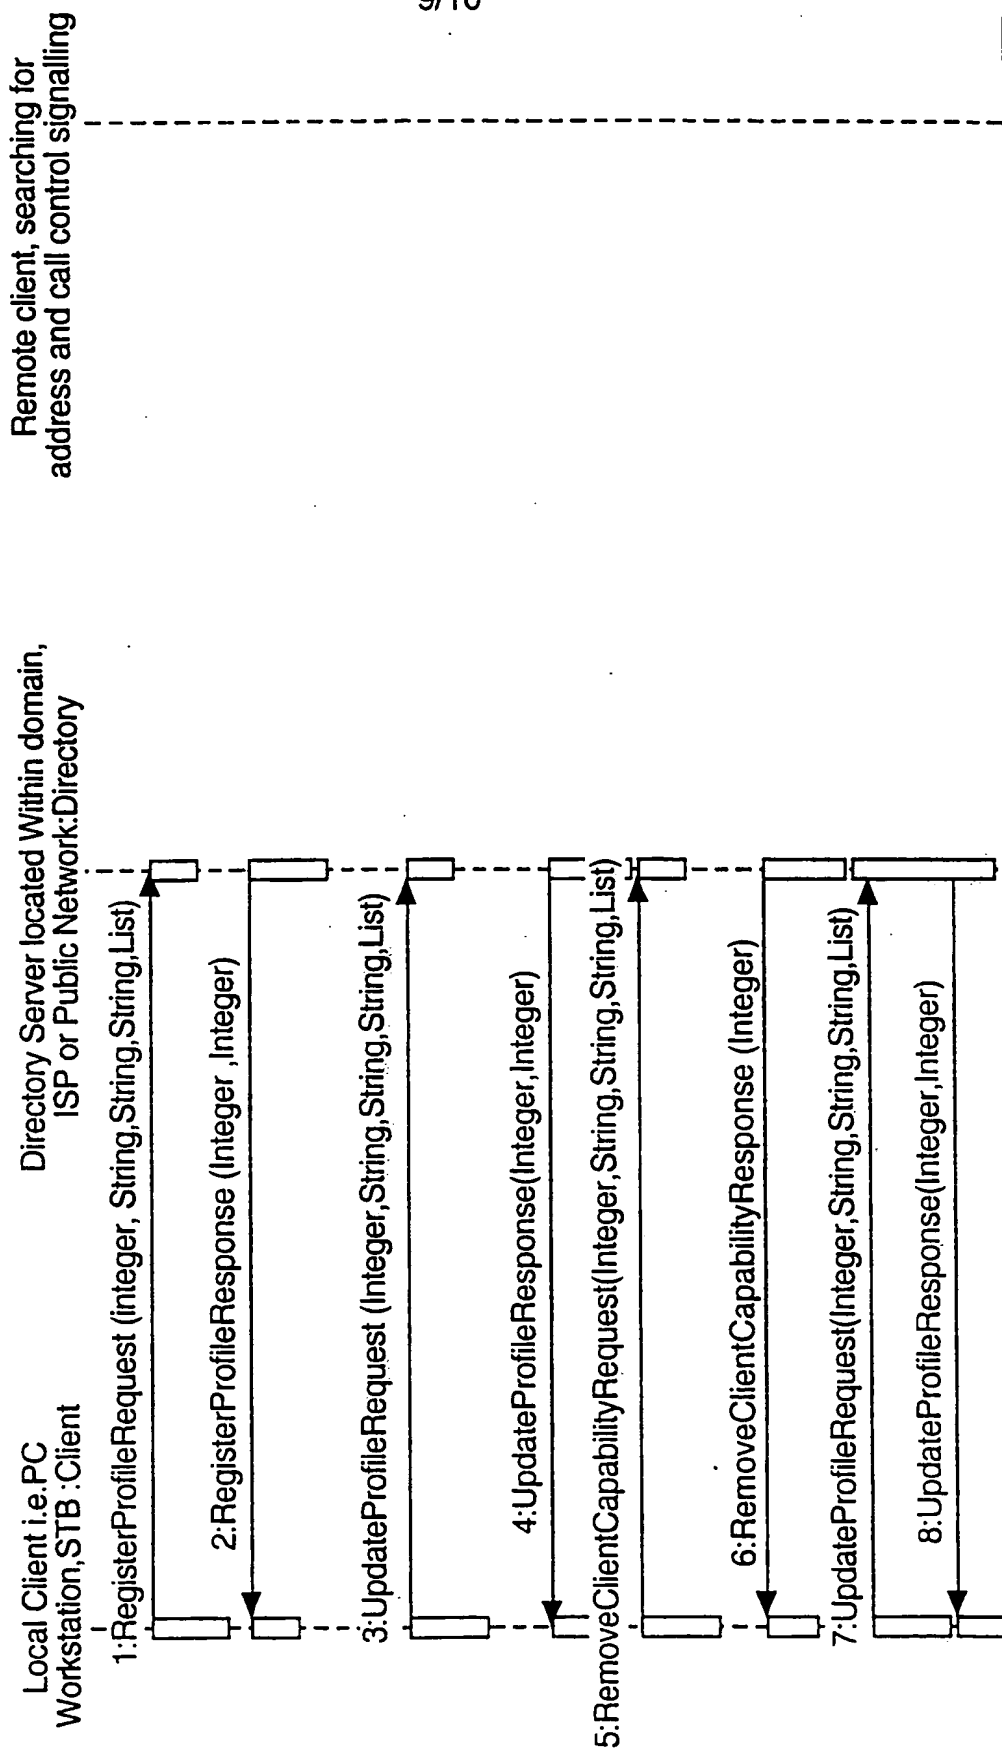 9/10
Local Client i.e.PC
Workstation,STB :Client
Directory Server located Within domain,
ISP or Public Network:Directory
Remote client, searching for
address and call control signalling
1:RegisterProfileRequest (integer, String,String,String,List)
2:RegisterProfileResponse (Integer ,Integer)
3:UpdateProfileRequest (Integer,String,String,String,List)
4:UpdateProfileResponse(Integer,Integer)
5:RemoveClientCapabilityRequest(Integer,String,String,String,List)
6:RemoveClientCapabilityResponse (Integer)
7:UpdateProfileRequest(Integer,String,String,String,List)
8:UpdateProfileResponse(Integer,Integer)